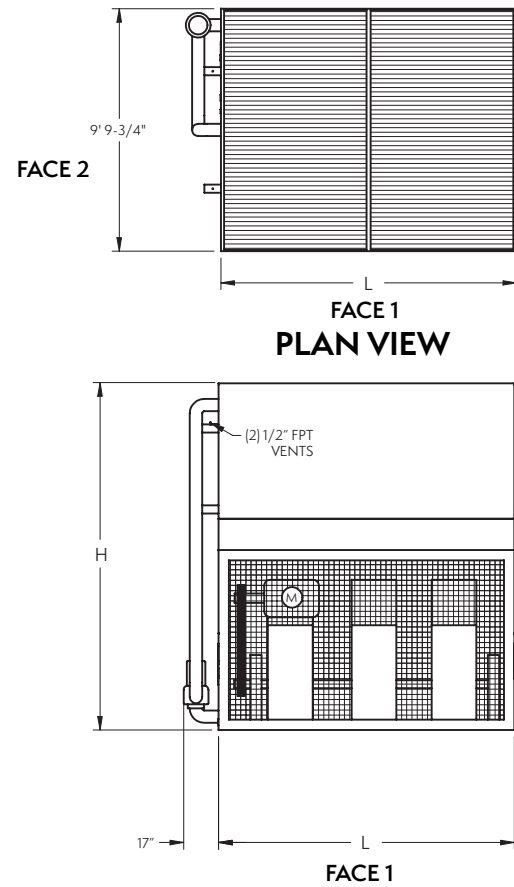 9' 9-3/4"
FACE 2
L
FACE 1
PLAN VIEW
(2) 1/2" FPT
VENTS
H
M
17"
L
FACE 1